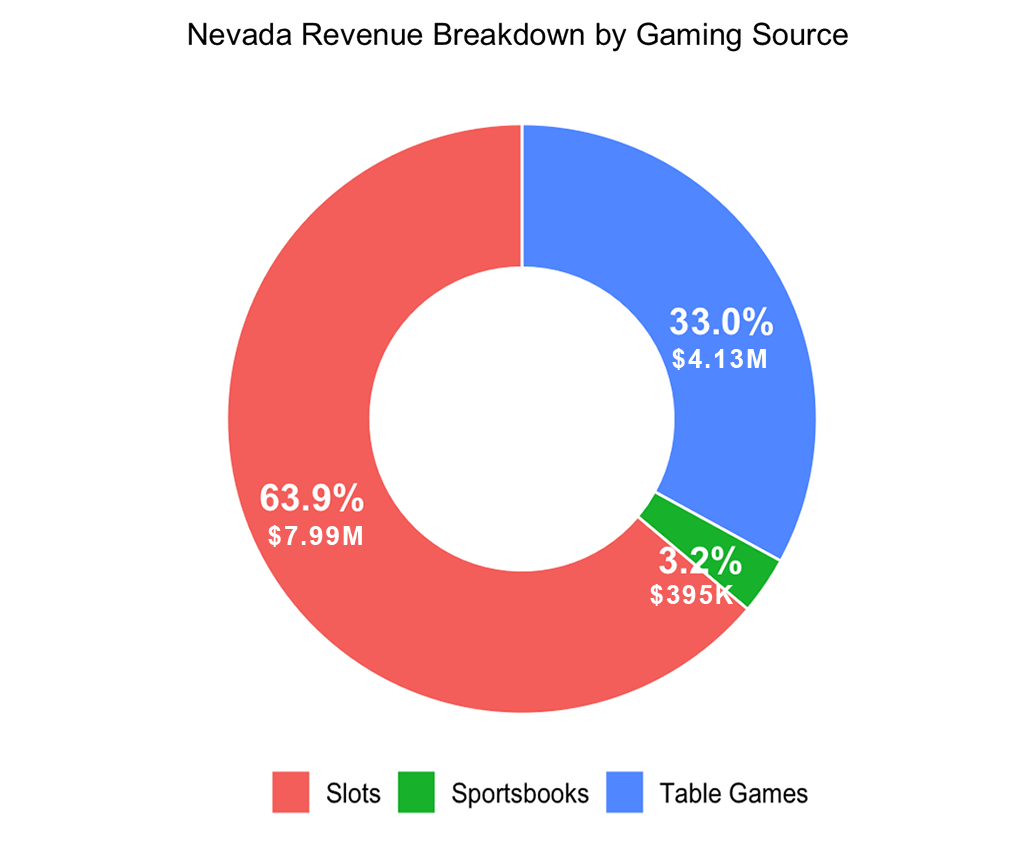 Nevada Revenue Breakdown by Gaming Source
33.0%
$4.13M
63.9%
$7.99M
3.2%
$395K
Slots Sportsbooks Table Games